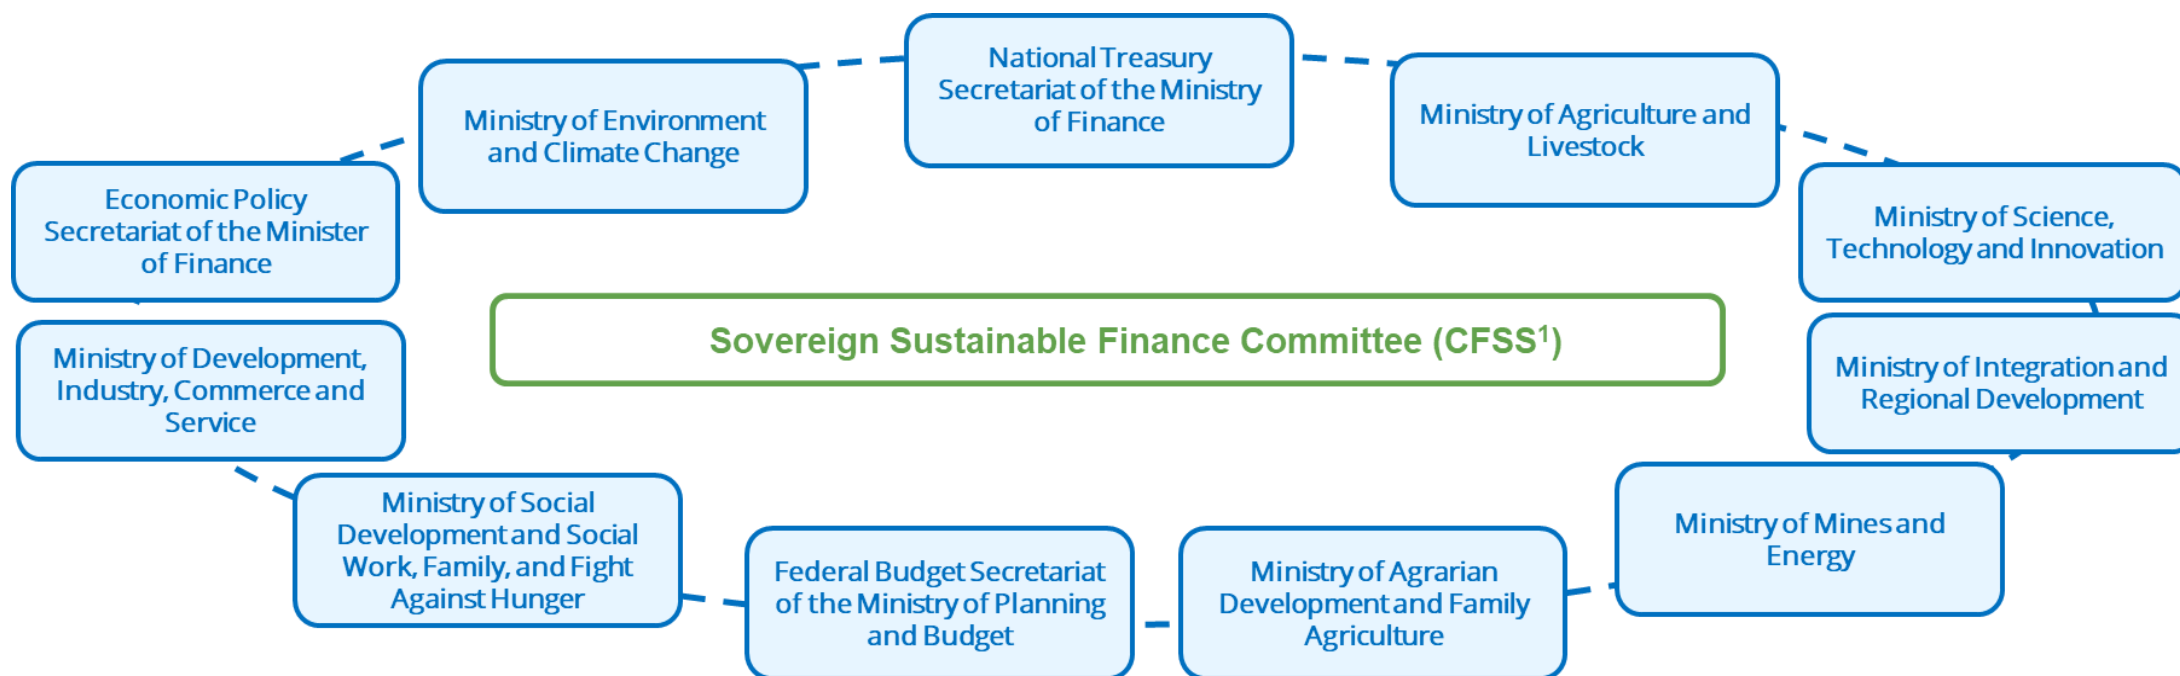 National Treasury
Secretariat of the Ministry
of Finance
Ministry of Environment
and Climate Change
Ministry of Agriculture and
Livestock
Economic Policy
Secretariat of the Minister
of Finance
Ministry of Science,
Technology and Innovation
Sovereign Sustainable Finance Committee (CFSS¹)
Ministry of Development,
Industry, Commerce and
Service
Ministry of Integration and
Regional Development
Ministry of Social
Development and Social
Work, Family, and Fight
Against Hunger
Federal Budget Secretariat
of the Ministry of Planning
and Budget
Ministry of Agrarian
Development and Family
Agriculture
Ministry of Mines and
Energy